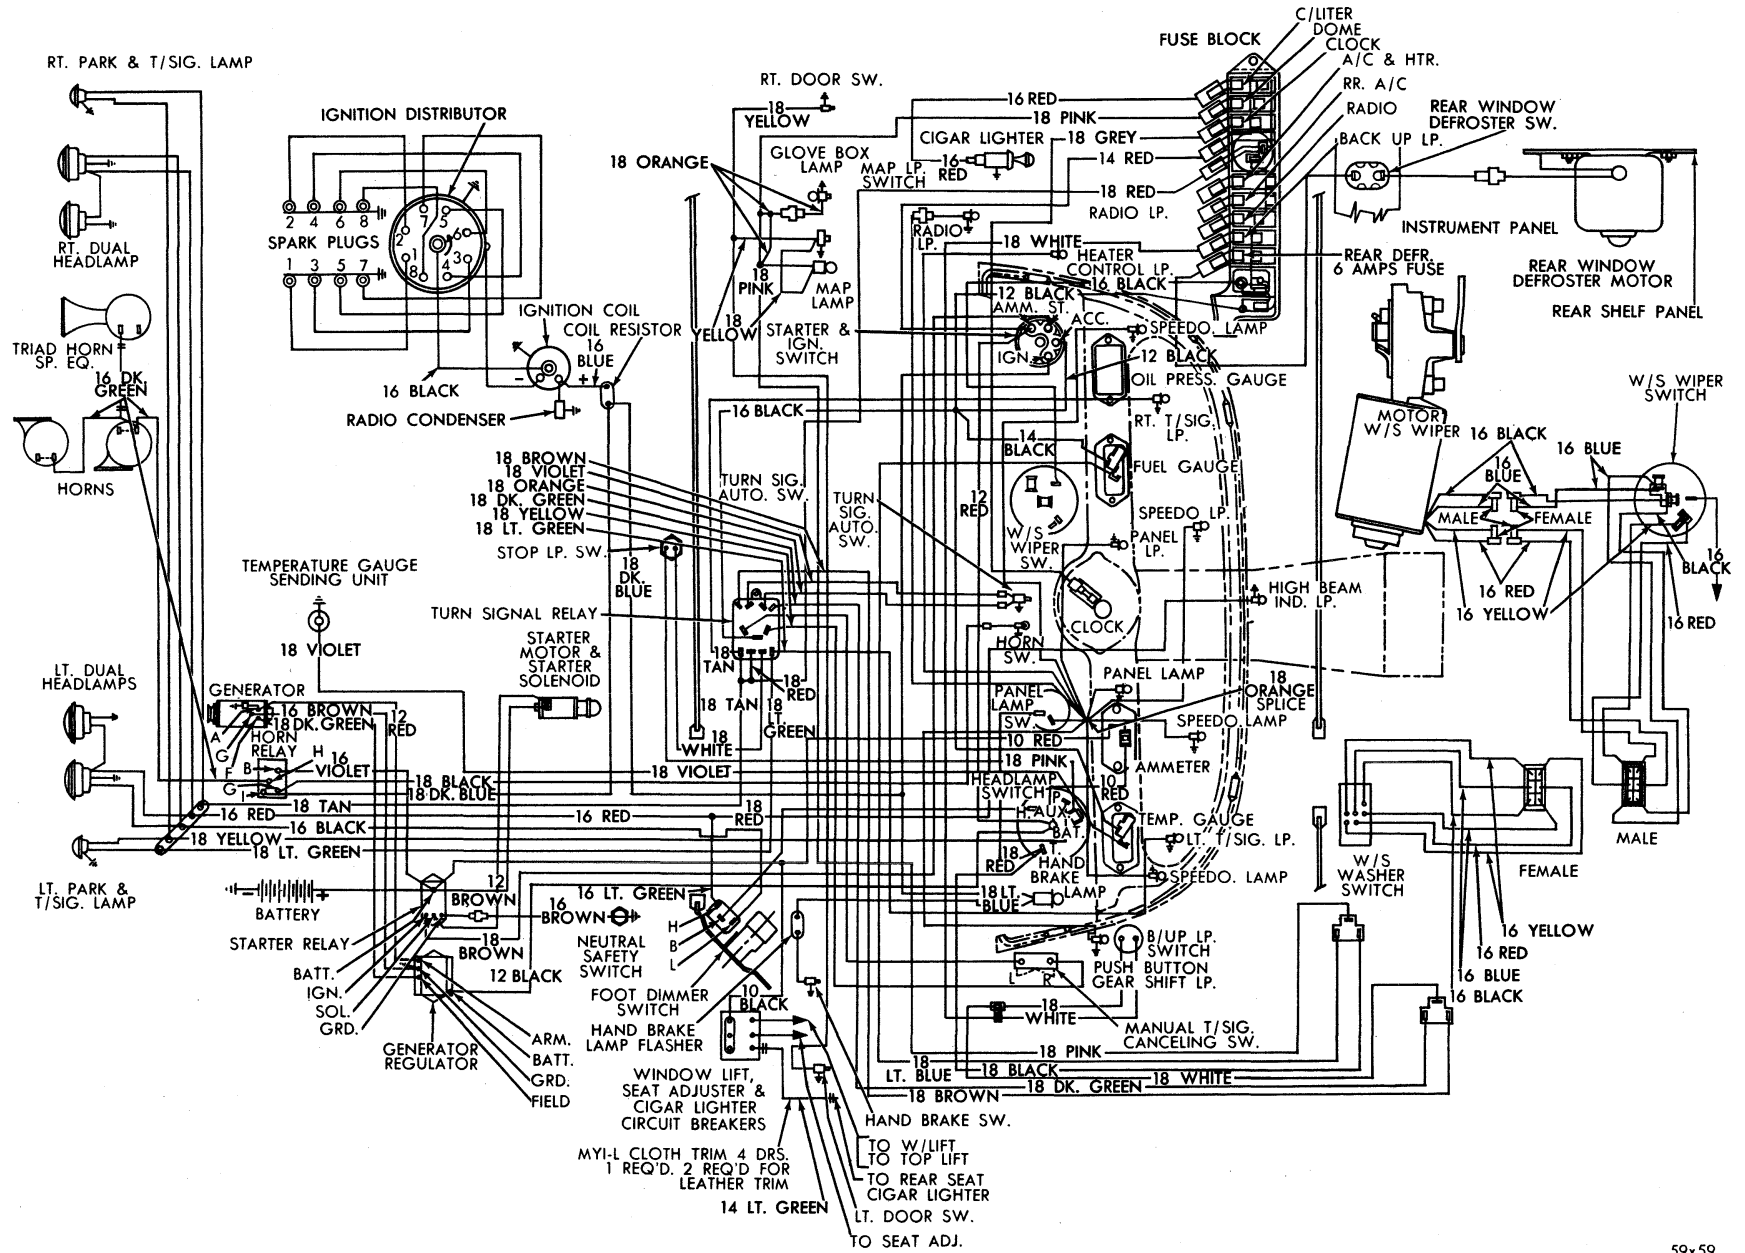 RT. PARK & T/SIG. LAMP
IGNITION DISTRIBUTOR
RT. DUAL
HEADLAMP
SPARK PLUGS
2 4 6 8
1 3 5 7
7 5
2 6
1 3
8 4
TRIAD HORN
SP. EQ.
16 DK.
GREEN
HORNS
IGNITION COIL
COIL RESISTOR
16
BLUE
- +
16 BLACK
RADIO CONDENSER
RT. DOOR SW.
18
YELLOW
18 ORANGE
GLOVE BOX
LAMP
MAP LP.
SWITCH
18
PINK
MAP
LAMP
18
YELLOW
STARTER &
IGN.
SWITCH
FUSE BLOCK
C/LITER
DOME
CLOCK
A/C & HTR.
RR. A/C
RADIO
BACK UP LP.
REAR DEFR.
6 AMPS FUSE
16 RED
18 PINK
CIGAR LIGHTER
18 GREY
16
RED
14 RED
18 RED
RADIO LP.
RADIO
LP.
18 WHITE
HEATER
CONTROL LP.
16 BLACK
12 BLACK
AMM. ST.
ACC.
IGN.
SPEEDO. LAMP
12 BLACK
OIL PRESS. GAUGE
RT. T/SIG.
LP.
REAR WINDOW
DEFROSTER SW.
INSTRUMENT PANEL
REAR WINDOW
DEFROSTER MOTOR
REAR SHELF PANEL
W/S WIPER
SWITCH
MOTOR
W/S WIPER
16 BLACK
16
BLUE
16 BLUE
MALE
FEMALE
16 RED
16 YELLOW
16
BLACK
16 RED
16 BLACK
14
BLACK
FUEL GAUGE
18 BROWN
18 VIOLET
18 ORANGE
18 DK. GREEN
18 YELLOW
18 LT. GREEN
STOP LP. SW.
TURN SIG.
AUTO. SW.
TURN
SIG.
AUTO.
SW.
12
RED
W/S
WIPER
SW.
SPEEDO LP.
PANEL
LP.
CLOCK
HIGH BEAM
IND. LP.
HORN
SW.
18
DK.
BLUE
TEMPERATURE GAUGE
SENDING UNIT
18 VIOLET
TURN SIGNAL RELAY
STARTER
MOTOR &
STARTER
SOLENOID
18
TAN
18
RED
18 TAN
18
LT.
GREEN
18
WHITE
PANEL
LAMP
SW.
PANEL LAMP
18
ORANGE
SPLICE
SPEEDO. LAMP
10 RED
18 PINK
AMMETER
HEADLAMP
SWITCH
P.
H. AUX.
BAT.
T.
10
RED
TEMP. GAUGE
LT. T/SIG. LP.
18
RED
HAND
BRAKE
LAMP
SPEEDO. LAMP
18 LT.
BLUE
LT. DUAL
HEADLAMPS
GENERATOR
16 BROWN
18 DK. GREEN
12
RED
A
G
F
HORN
RELAY
H
B
G
I
16
VIOLET
18 BLACK
18 DK. BLUE
18 VIOLET
18 TAN
16 RED
16 RED
18
RED
16 BLACK
18 YELLOW
18 LT. GREEN
LT. PARK &
T/SIG. LAMP
BATTERY
- +
12
BROWN
16
BROWN
STARTER RELAY
18
BROWN
NEUTRAL
SAFETY
SWITCH
16 LT. GREEN
H
B
L
12 BLACK
BATT.
IGN.
SOL.
GRD.
GENERATOR
REGULATOR
ARM.
BATT.
GRD.
FIELD
FOOT DIMMER
SWITCH
HAND BRAKE
LAMP FLASHER
10
BLACK
WINDOW LIFT,
SEAT ADJUSTER &
CIGAR LIGHTER
CIRCUIT BREAKERS
MYI-L CLOTH TRIM 4 DRS.
1 REQ'D. 2 REQ'D FOR
LEATHER TRIM
14 LT. GREEN
HAND BRAKE SW.
TO W/LIFT
TO TOP LIFT
TO REAR SEAT
CIGAR LIGHTER
LT. DOOR SW.
TO SEAT ADJ.
B/UP LP.
SWITCH
PUSH BUTTON
GEAR SHIFT LP.
L R
18
WHITE
MANUAL T/SIG.
CANCELING SW.
18 PINK
18
LT. BLUE
18 BLACK
18 WHITE
18 DK. GREEN
18 BROWN
W/S
WASHER
SWITCH
FEMALE
MALE
16 YELLOW
16 RED
16 BLUE
16 BLACK
59x59